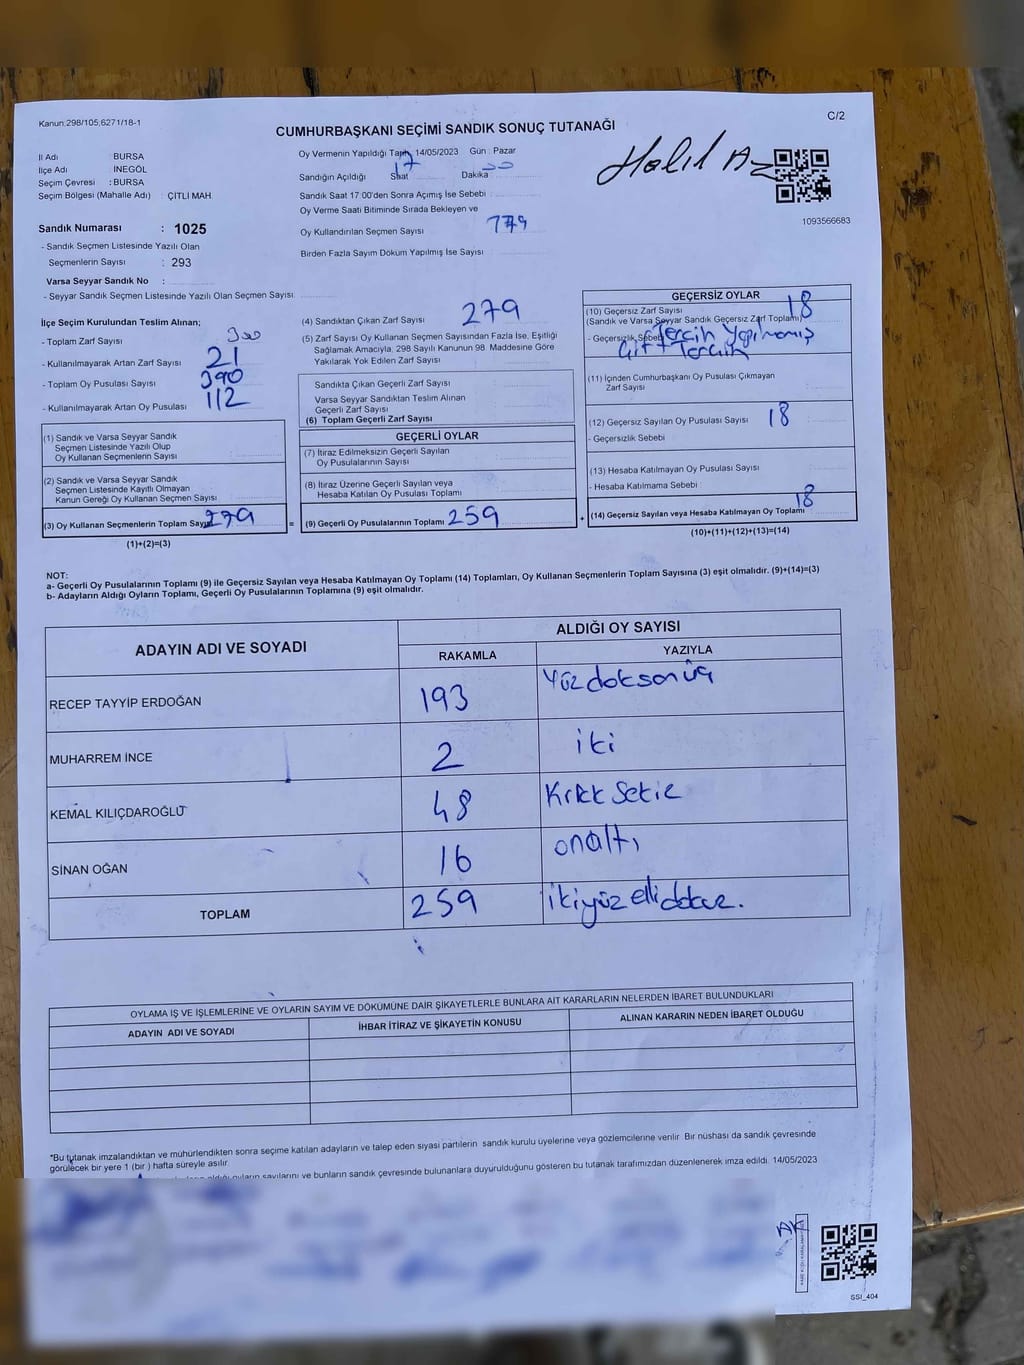 Kanun:298/105;6271/18-1
C/2
CUMHURBAŞKANI SEÇİMİ SANDIK SONUÇ TUTANAĞI
Halil Az
İl Adı : BURSA
İlçe Adı : İNEGÖL
Seçim Çevresi : BURSA
Seçim Bölgesi (Mahalle Adı) : ÇİTLİ MAH
Sandık Numarası : 1025
- Sandık Seçmen Listesinde Yazılı Olan
Seçmenlerin Sayısı : 293
Varsa Seyyar Sandık No :
- Seyyar Sandık Seçmen Listesinde Yazılı Olan Seçmen Sayısı
Oy Vermenin Yapıldığı Tarih 14/05/2023 Gün : Pazar
Sandığın Açıldığı Saat 17 Dakika 00
Sandık Saat 17:00'den Sonra Açımış İse Sebebi
Oy Verme Saati Bitiminde Sırada Bekleyen ve
Oy Kullandırılan Seçmen Sayısı 779
Birden Fazla Sayım Döküm Yapılmış İse Sayısı
1093566683
İlçe Seçim Kurulundan Teslim Alınan;
- Toplam Zarf Sayısı 300
- Kullanılmayarak Artan Zarf Sayısı 21
- Toplam Oy Pusulası Sayısı 390
- Kullanılmayarak Artan Oy Pusulası 112
(4) Sandıktan Çıkan Zarf Sayısı 279
(5) Zarf Sayısı Oy Kullanan Seçmen Sayısından Fazla İse, Eşitliği
Sağlamak Amacıyla, 298 Sayılı Kanunun 98. Maddesine Göre
Yakılarak Yok Edilen Zarf Sayısı
Sandıkta Çıkan Geçerli Zarf Sayısı
Varsa Seyyar Sandıktan Teslim Alınan
Geçerli Zarf Sayısı
(6) Toplam Geçerli Zarf Sayısı
GEÇERSİZ OYLAR
(10) Geçersiz Zarf Sayısı 18
(Sandık ve Varsa Seyyar Sandık Geçersiz Zarf Toplamı)
- Geçersizlik Sebebi Tercih Yapılmamış
Çift Tercih
(11) İçinden Cumhurbaşkanı Oy Pusulası Çıkmayan
Zarf Sayısı
(12) Geçersiz Sayılan Oy Pusulası Sayısı 18
- Geçersizlik Sebebi
(13) Hesaba Katılmayan Oy Pusulası Sayısı
- Hesaba Katılmama Sebebi
(14) Geçersiz Sayılan veya Hesaba Katılmayan Oy Toplamı 18
(10)+(11)+(12)+(13)=(14)
(1) Sandık ve Varsa Seyyar Sandık
Seçmen Listesinde Yazılı Olup
Oy Kullanan Seçmenlerin Sayısı
(2) Sandık ve Varsa Seyyar Sandık
Seçmen Listesinde Kayıtlı Olmayan
Kanun Gereği Oy Kullanan Seçmen Sayısı
(3) Oy Kullanan Seçmenlerin Toplam Sayısı 279 =
(1)+(2)=(3)
GEÇERLİ OYLAR
(7) İtiraz Edilmeksizin Geçerli Sayılan
Oy Pusulalarının Sayısı
(8) İtiraz Üzerine Geçerli Sayılan veya
Hesaba Katılan Oy Pusulası Toplamı
(9) Geçerli Oy Pusulalarının Toplamı 259 +
NOT:
a- Geçerli Oy Pusulalarının Toplamı (9) ile Geçersiz Sayılan veya Hesaba Katılmayan Oy Toplamı (14) Toplamları, Oy Kullanan Seçmenlerin Toplam Sayısına (3) eşit olmalıdır. (9)+(14)=(3)
b- Adayların Aldığı Oyların Toplamı, Geçerli Oy Pusulalarının Toplamına (9) eşit olmalıdır.
ADAYIN ADI VE SOYADI
ALDIĞI OY SAYISI
RAKAMLA YAZIYLA
RECEP TAYYİP ERDOĞAN 193 Yüzdoksanüç
MUHARREM İNCE 2 iki
KEMAL KILIÇDAROĞLU 48 Kırk Sekiz
SİNAN OĞAN 16 onaltı
TOPLAM 259 ikiyüz elli dokuz.
OYLAMA İŞ VE İŞLEMLERİNE VE OYLARIN SAYIM VE DÖKÜMÜNE DAİR ŞİKAYETLERLE BUNLARA AİT KARARLARIN NELERDEN İBARET BULUNDUKLARI
ADAYIN ADI VE SOYADI İHBAR İTİRAZ VE ŞİKAYETİN KONUSU ALINAN KARARIN NEDEN İBARET OLDUĞU
*Bu tutanak imzalandıktan ve mühürlendikten sonra seçime katılan adayların ve talep eden siyasi partilerin sandık kurulu üyelerine veya gözlemcilerine verilir. Bir nüshası da sandık çevresinde
görülecek bir yere 1 (bir ) hafta süreyle asılır.
oyların sayılarını ve bunların sandık çevresinde bulunanlara duyurulduğunu gösteren bu tutanak tarafımızdan düzenlenerek imza edildi. 14/05/2023
AK
SSI_404